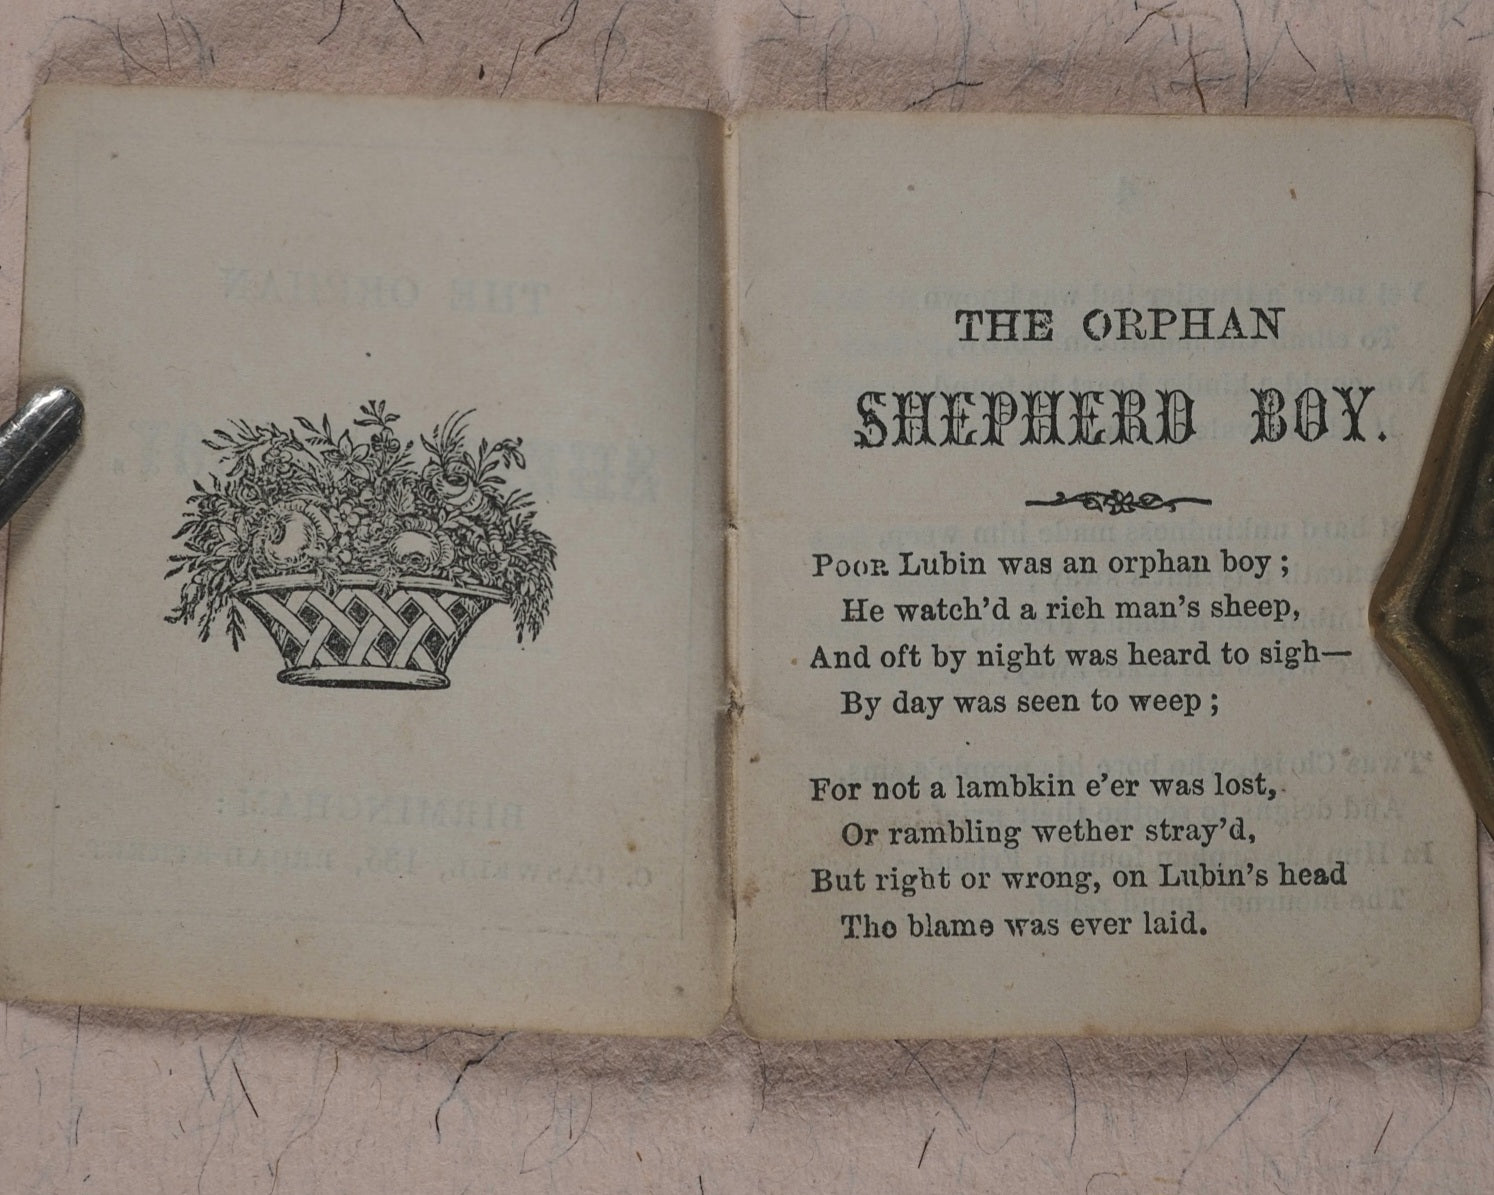 THE ORPHAN
SHEPHERD BOY.
POOR Lubin was an orphan boy ;
He watch'd a rich man's sheep,
And oft by night was heard to sigh—
By day was seen to weep ;
For not a lambkin e'er was lost,
Or rambling wether stray'd,
But right or wrong, on Lubin's head
The blame was ever laid.